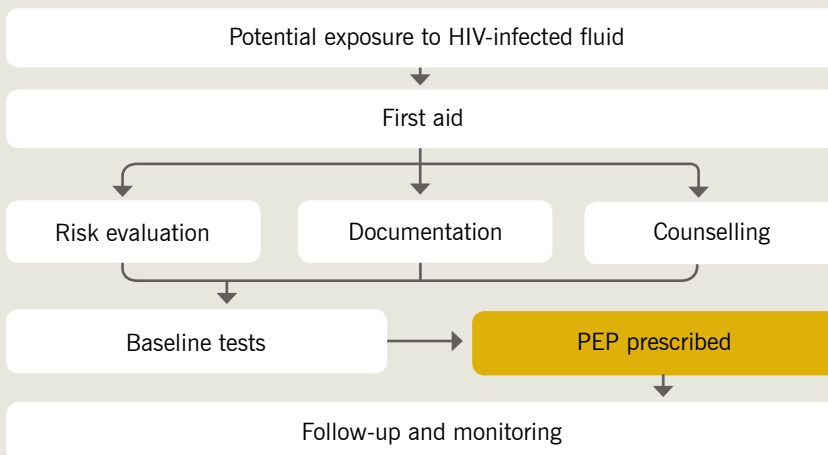 Potential exposure to HIV-infected fluid
First aid
Risk evaluation
Documentation
Counselling
Baseline tests
PEP prescribed
Follow-up and monitoring